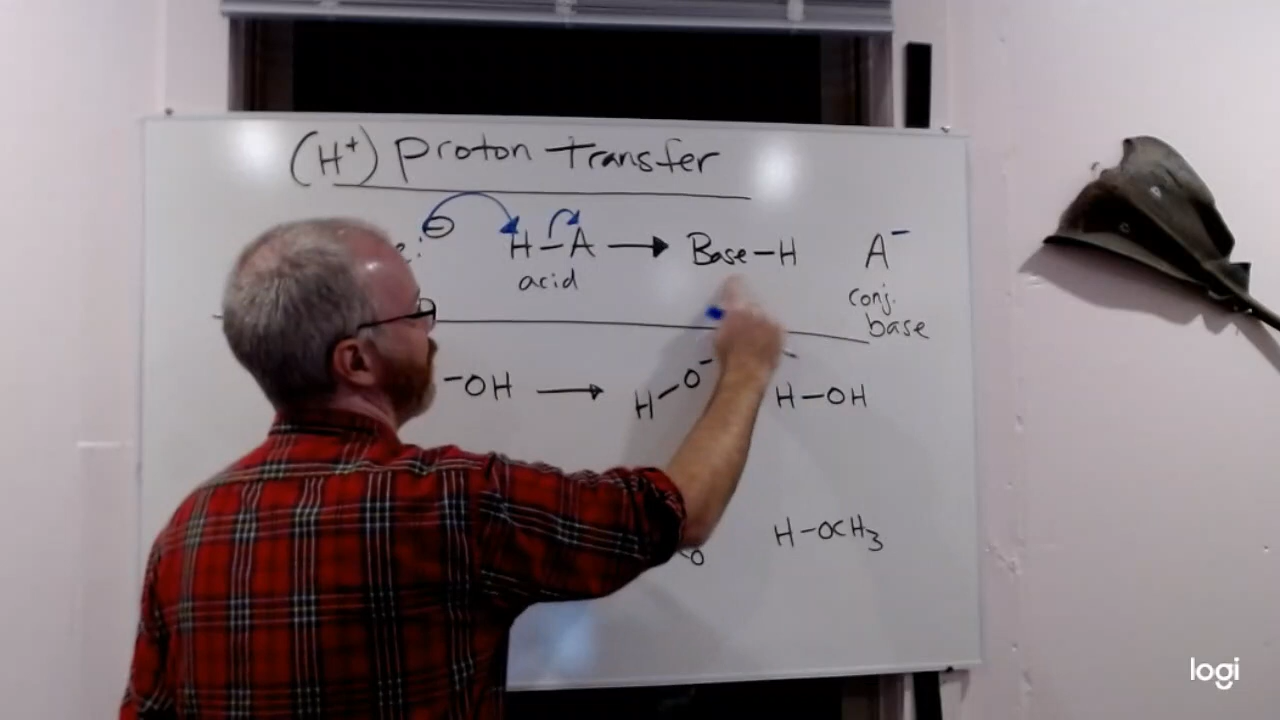 (H⁺) Proton Transfer
e: ⊖ H–A → Base–H A⁻
acid
conj.
base
⁻OH → H–O⁻ H–OH
H–OCH₃
O
logi